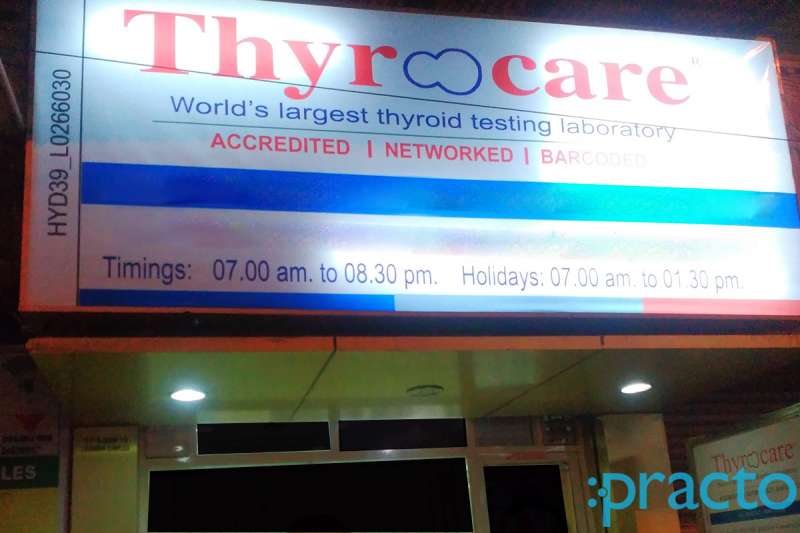 HYD39_L0266030
Thyrocare
World's largest thyroid testing laboratory
ACCREDITED | NETWORKED | BARCODED
Timings: 07.00 am. to 08.30 pm. Holidays: 07.00 am. to 01.30 pm.
LES
Thyrocare
:practo